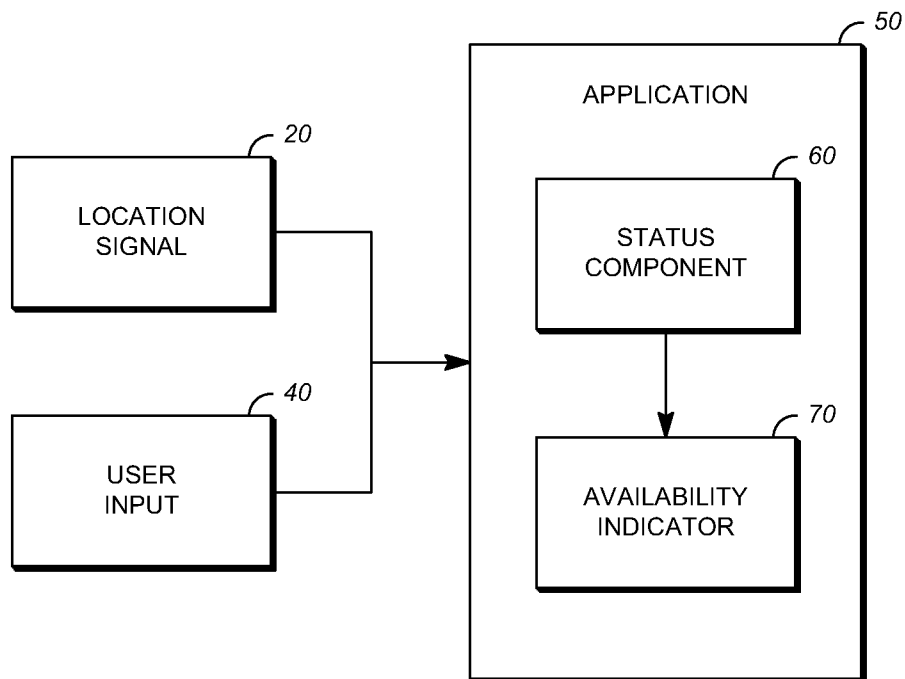 50
APPLICATION
20
LOCATION
SIGNAL
60
STATUS
COMPONENT
40
USER
INPUT
70
AVAILABILITY
INDICATOR